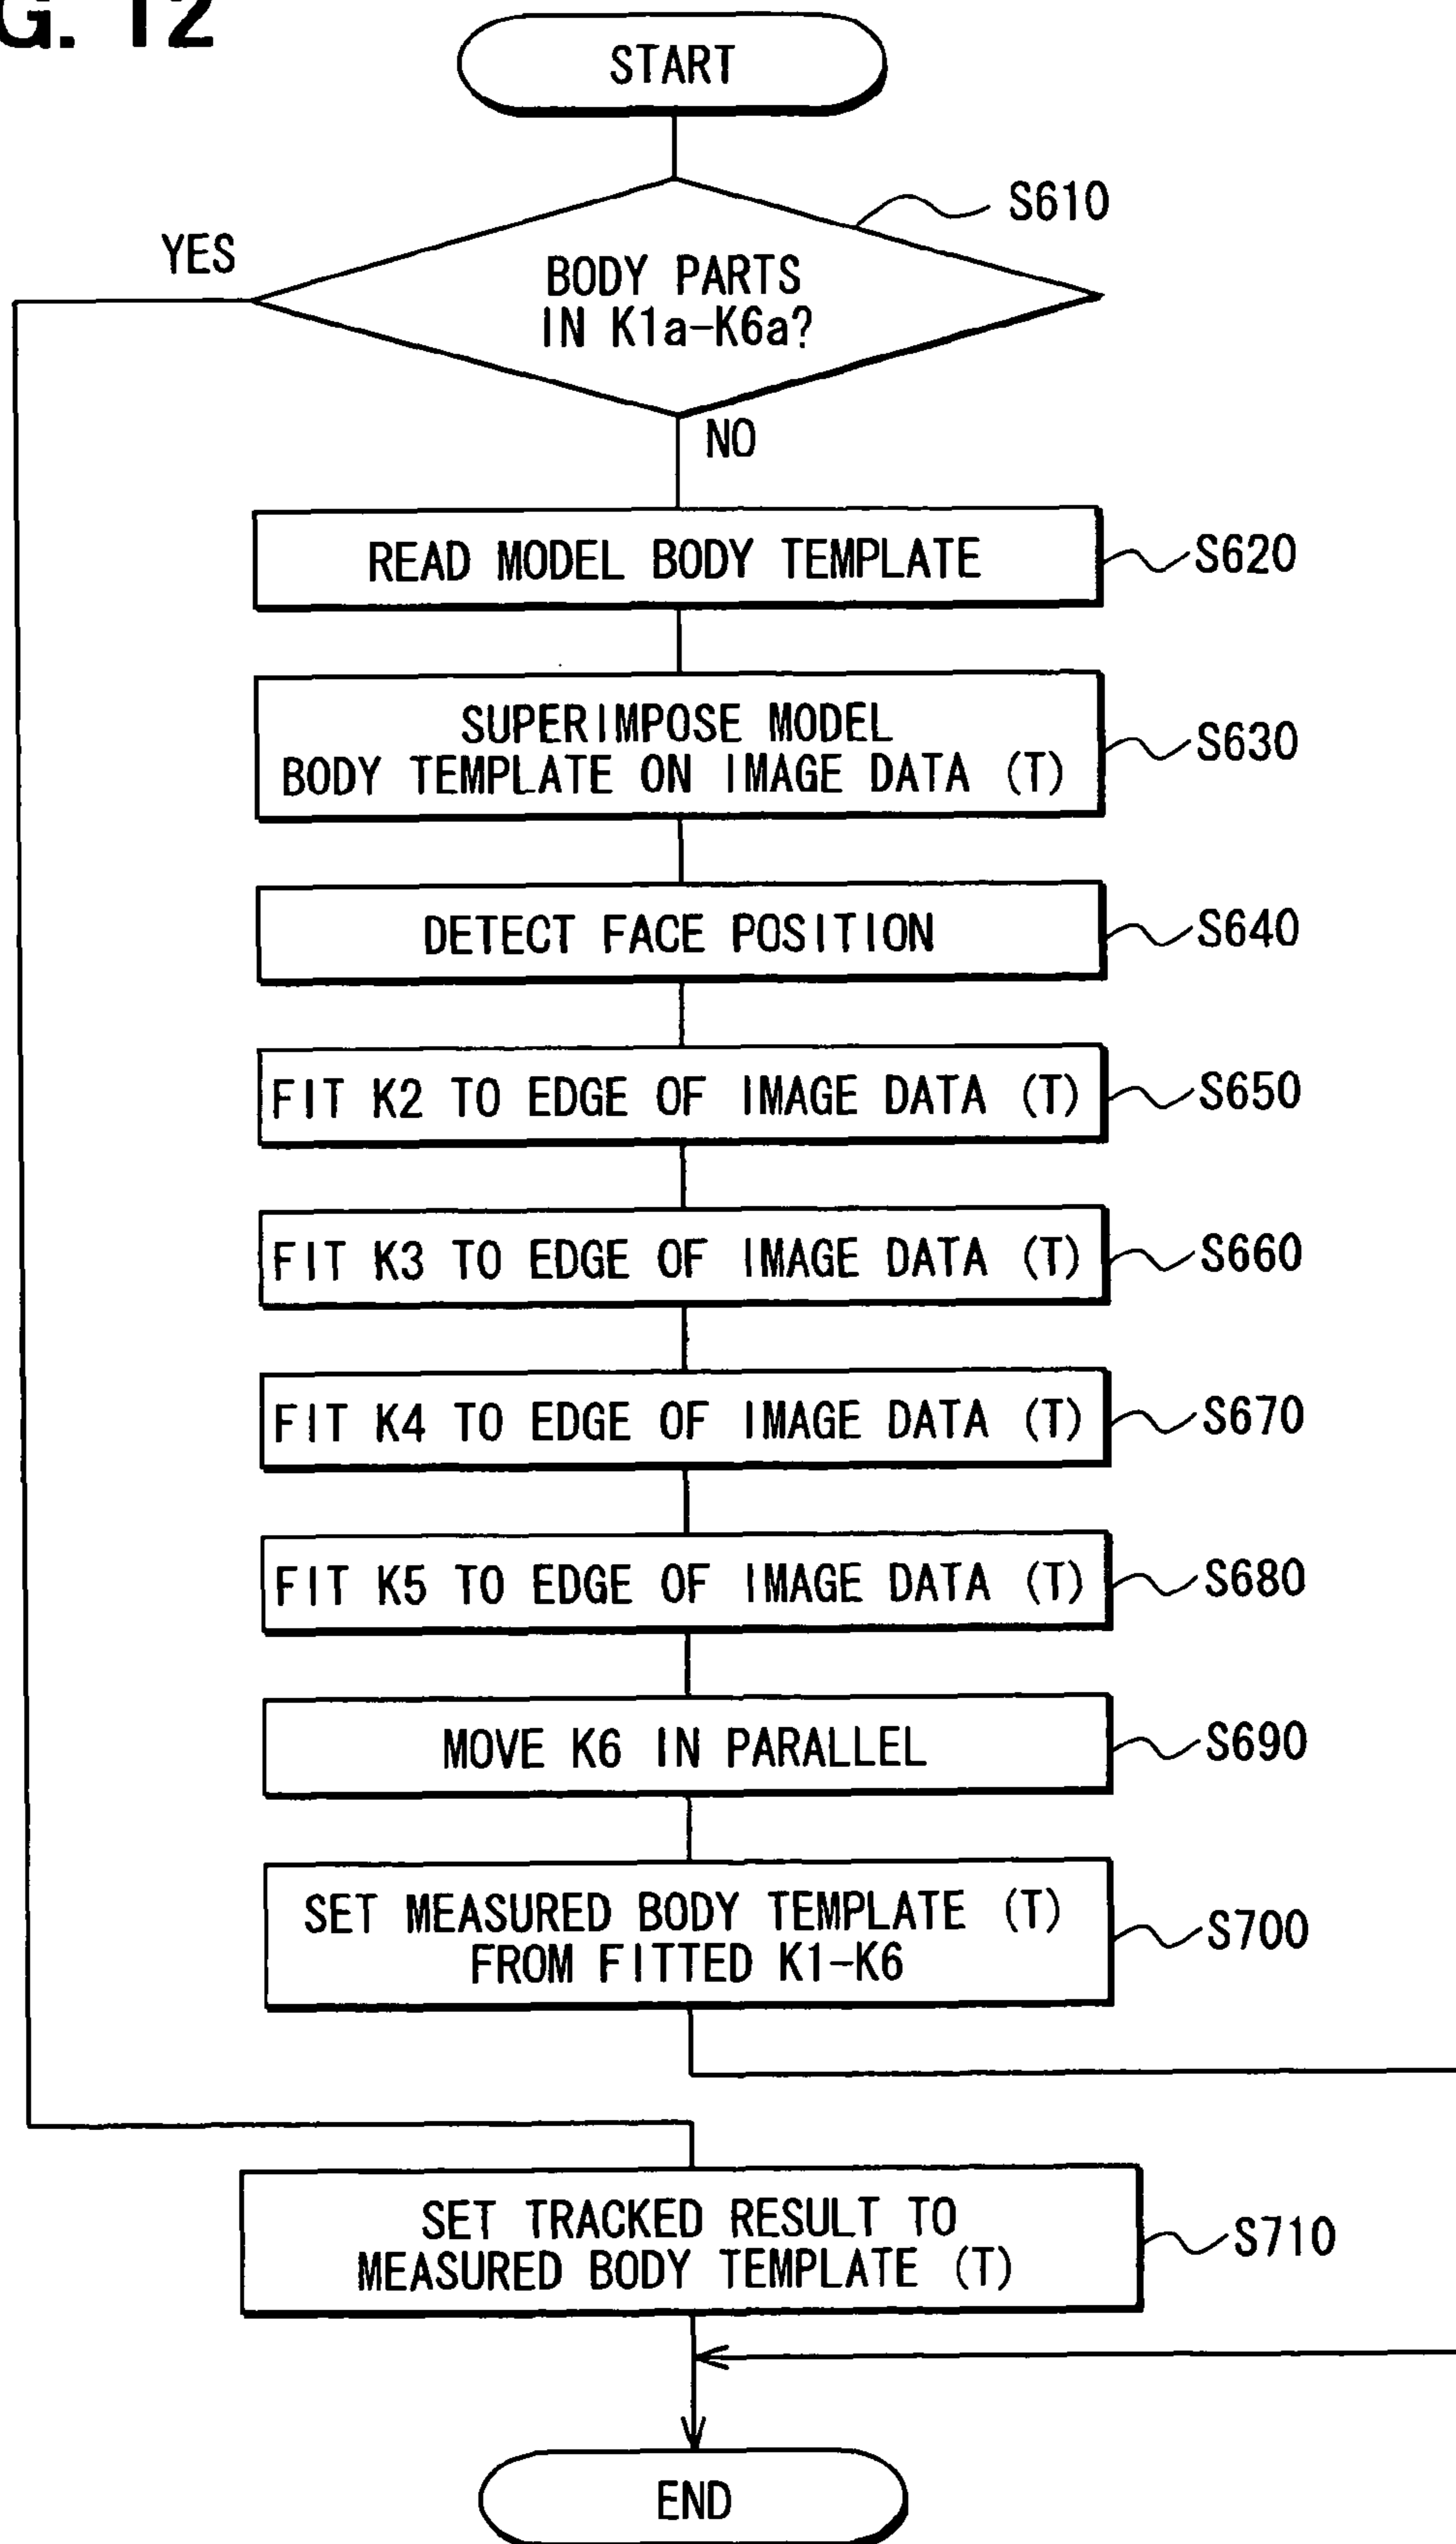 G. 12
START
S610
YES
BODY PARTS
IN K1a-K6a?
NO
READ MODEL BODY TEMPLATE
S620
SUPERIMPOSE MODEL
BODY TEMPLATE ON IMAGE DATA (T)
S630
DETECT FACE POSITION
S640
FIT K2 TO EDGE OF IMAGE DATA (T)
S650
FIT K3 TO EDGE OF IMAGE DATA (T)
S660
FIT K4 TO EDGE OF IMAGE DATA (T)
S670
FIT K5 TO EDGE OF IMAGE DATA (T)
S680
MOVE K6 IN PARALLEL
S690
SET MEASURED BODY TEMPLATE (T)
FROM FITTED K1-K6
S700
SET TRACKED RESULT TO
MEASURED BODY TEMPLATE (T)
S710
END